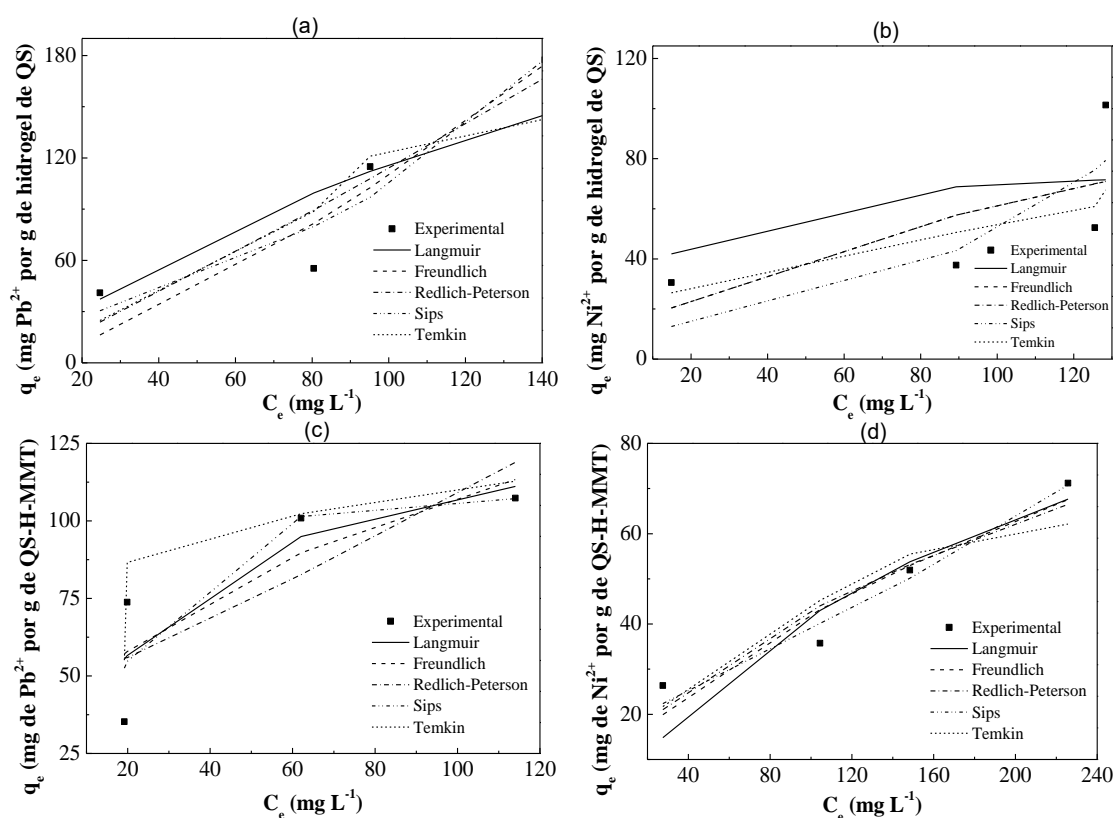 (a)
180
120
60
0
q_e (mg Pb²⁺ por g de hidrogel de QS)
Experimental
Langmuir
Freundlich
Redlich-Peterson
Sips
Temkin
20 40 60 80 100 120 140
C_e (mg L⁻¹)
(b)
120
80
40
0
q_e (mg Ni²⁺ por g de hidrogel de QS)
Experimental
Langmuir
Freundlich
Redlich-Peterson
Sips
Temkin
20 40 60 80 100 120
C_e (mg L⁻¹)
(c)
125
100
75
50
25
q_e (mg de Pb²⁺ por g de QS-H-MMT)
Experimental
Langmuir
Freundlich
Redlich-Peterson
Sips
Temkin
20 40 60 80 100 120
C_e (mg L⁻¹)
(d)
80
60
40
20
q_e (mg de Ni²⁺ por g de QS-H-MMT)
Experimental
Langmuir
Freundlich
Redlich-Peterson
Sips
Temkin
40 80 120 160 200 240
C_e (mg L⁻¹)